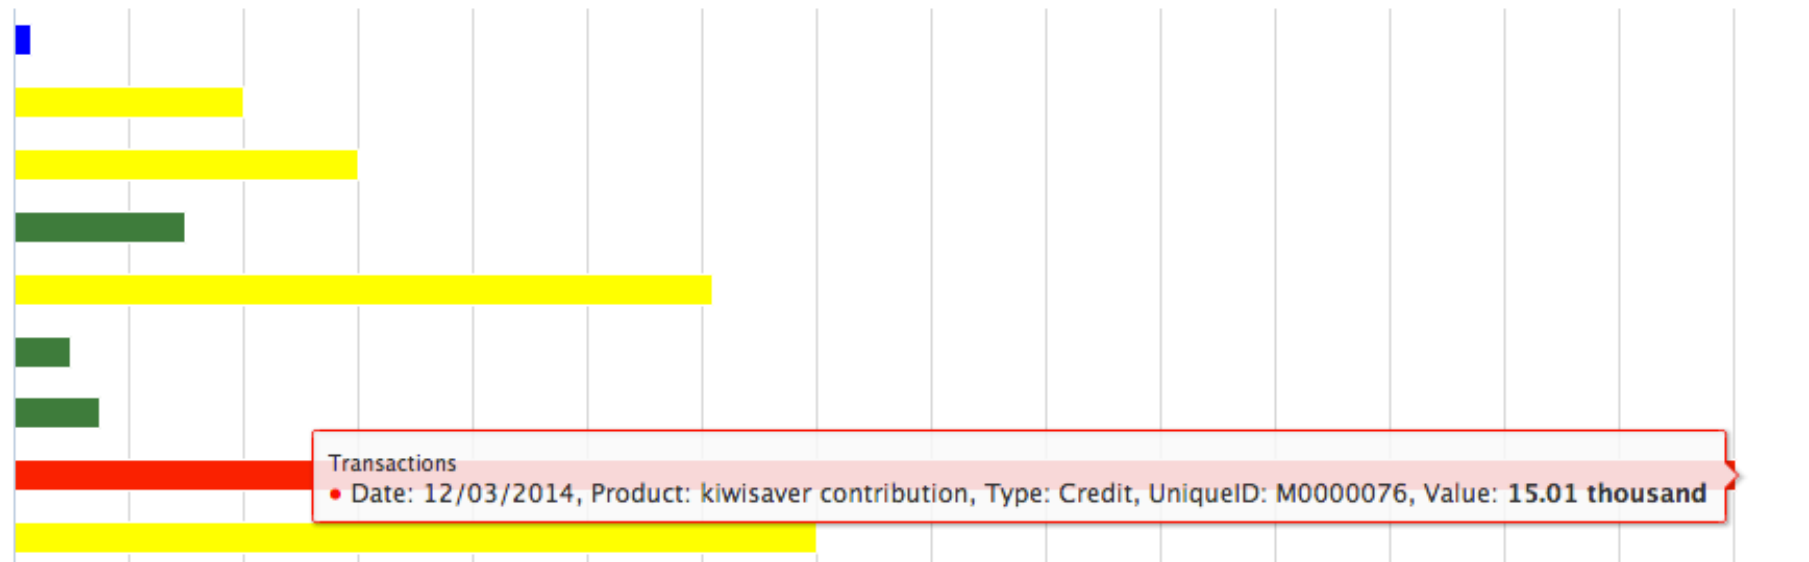 Transactions
• Date: 12/03/2014, Product: kiwisaver contribution, Type: Credit, UniqueID: M0000076, Value: 15.01 thousand